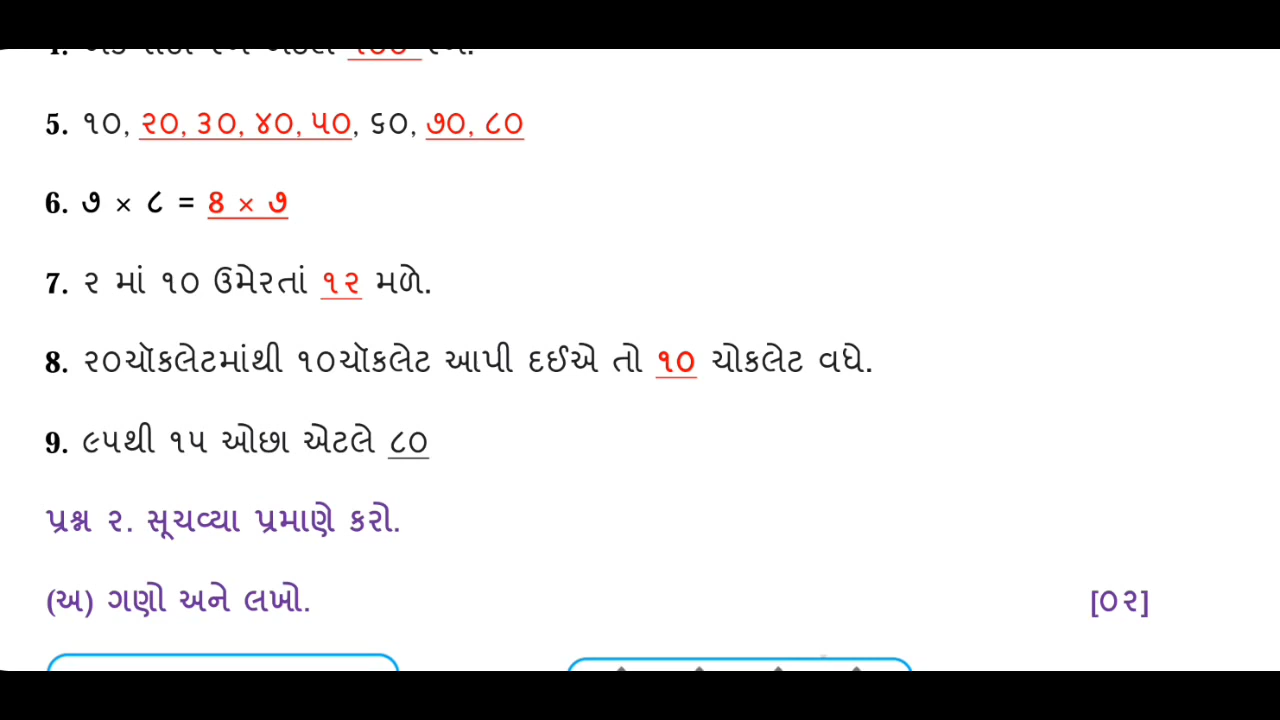 5. ૧૦, ૨૦, ૩૦, ૪૦, ૫૦, ૬૦, ૭૦, ૮૦
6. ૭ × ૮ = 8 × ૭
7. ૨ માં ૧૦ ઉમેરતાં ૧૨ મળે.
8. ૨૦ચૉકલેટમાંથી ૧૦ચૉકલેટ આપી દઈએ તો ૧૦ ચોકલેટ વધે.
9. ૯૫થી ૧૫ ઓછા એટલે ૮૦
પ્રશ્ન ૨. સૂચવ્યા પ્રમાણે કરો.
(અ) ગણો અને લખો. [૦૨]